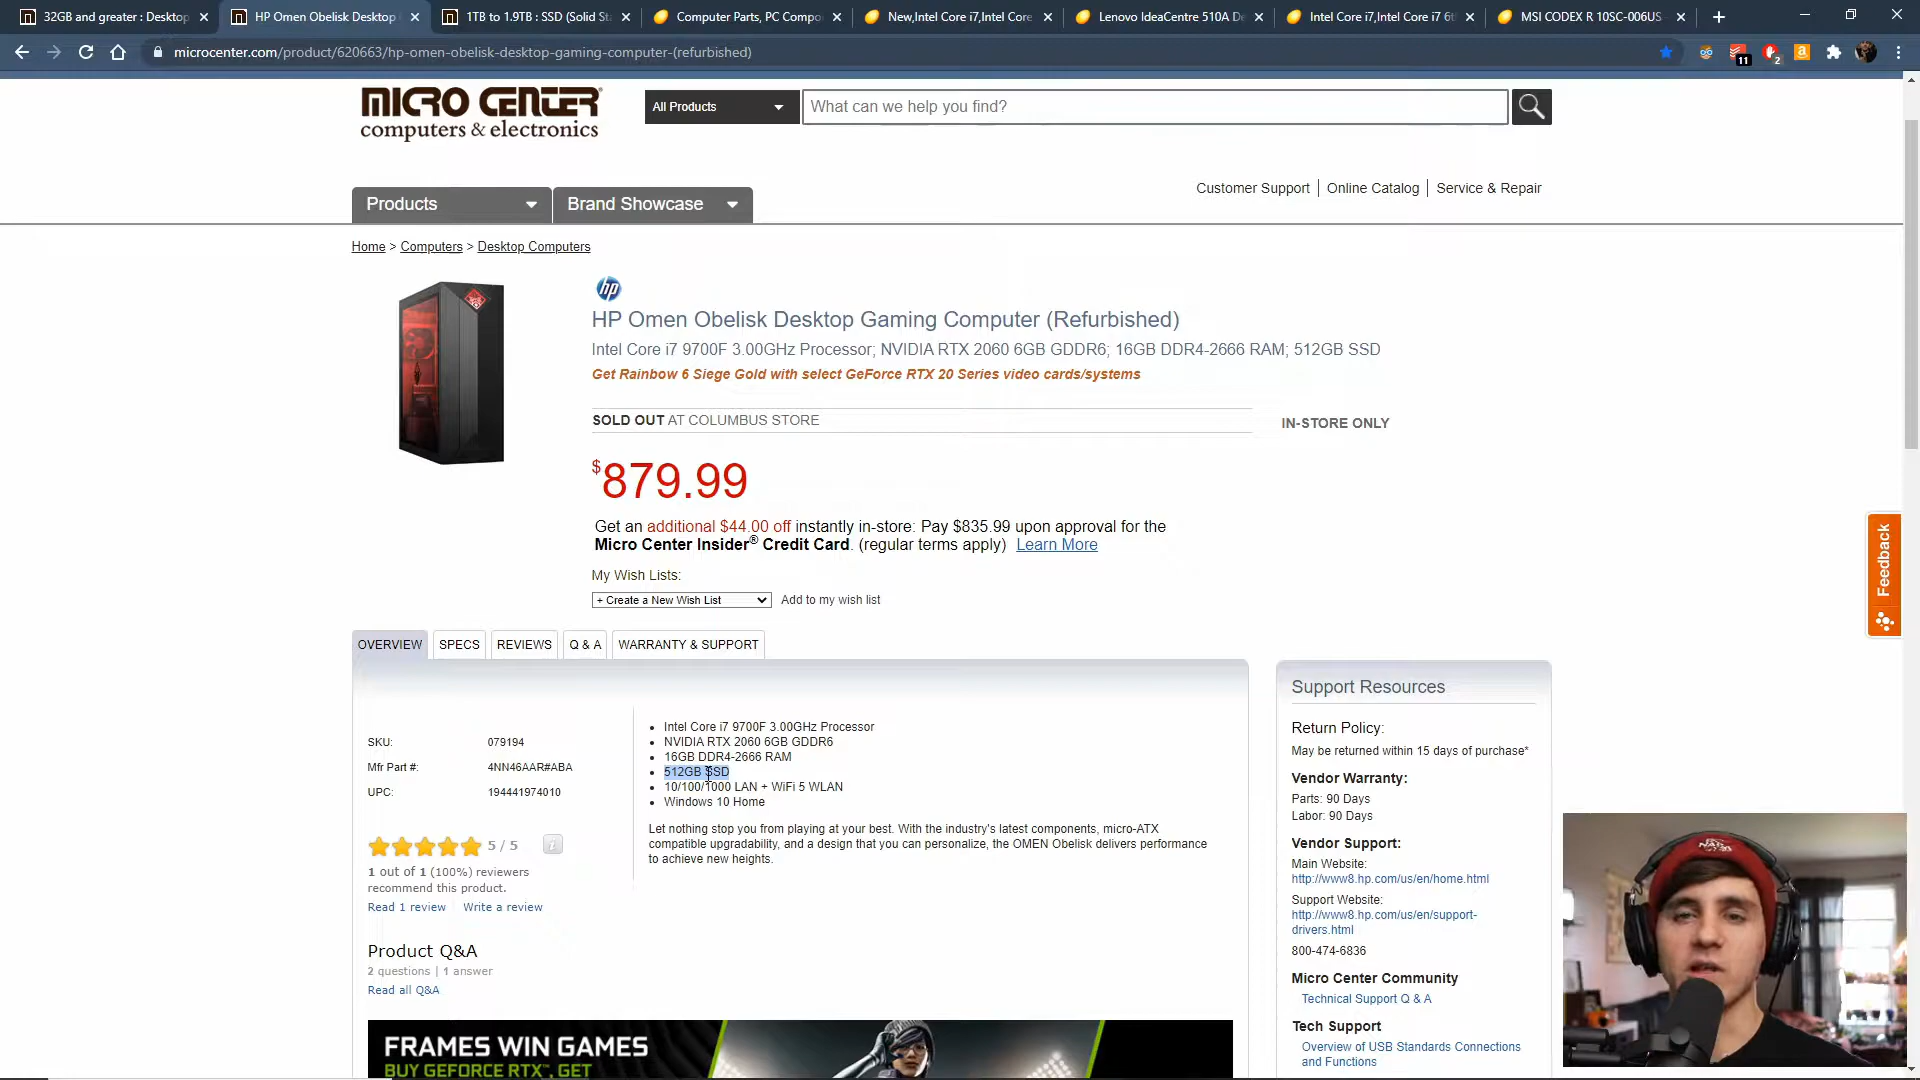 32GB and greater : Desktop
HP Omen Obelisk Desktop
1TB to 1.9TB : SSD (Solid St
Computer Parts, PC Compo
New,Intel Core i7,Intel Core
Lenovo IdeaCentre 510A De
Intel Core i7,Intel Core i7 6t
MSI CODEX R 10SC-006US
microcenter.com/product/620663/hp-omen-obelisk-desktop-gaming-computer-(refurbished)
11
2
MICRO CENTER
computers & electronics
All Products
What can we help you find?
Customer Support | Online Catalog | Service & Repair
Products
Brand Showcase
Home > Computers > Desktop Computers
hp
HP Omen Obelisk Desktop Gaming Computer (Refurbished)
Intel Core i7 9700F 3.00GHz Processor; NVIDIA RTX 2060 6GB GDDR6; 16GB DDR4-2666 RAM; 512GB SSD
Get Rainbow 6 Siege Gold with select GeForce RTX 20 Series video cards/systems
SOLD OUT AT COLUMBUS STORE
IN-STORE ONLY
$879.99
Get an additional $44.00 off instantly in-store: Pay $835.99 upon approval for the
Micro Center Insider® Credit Card. (regular terms apply) Learn More
My Wish Lists:
+ Create a New Wish List
Add to my wish list
Feedback
OVERVIEW
SPECS
REVIEWS
Q & A
WARRANTY & SUPPORT
SKU: 079194
Mfr Part #: 4NN46AAR#ABA
UPC: 194441974010
5 / 5
i
1 out of 1 (100%) reviewers
recommend this product.
Read 1 review Write a review
• Intel Core i7 9700F 3.00GHz Processor
• NVIDIA RTX 2060 6GB GDDR6
• 16GB DDR4-2666 RAM
• 512GB SSD
• 10/100/1000 LAN + WiFi 5 WLAN
• Windows 10 Home
Let nothing stop you from playing at your best. With the industry's latest components, micro-ATX
compatible upgradability, and a design that you can personalize, the OMEN Obelisk delivers performance
to achieve new heights.
Product Q&A
2 questions | 1 answer
Read all Q&A
FRAMES WIN GAMES
BUY GEFORCE RTX™, GET
Support Resources
Return Policy:
May be returned within 15 days of purchase*
Vendor Warranty:
Parts: 90 Days
Labor: 90 Days
Vendor Support:
Main Website:
http://www8.hp.com/us/en/home.html
Support Website:
http://www8.hp.com/us/en/support-
drivers.html
800-474-6836
Micro Center Community
Technical Support Q & A
Tech Support
Overview of USB Standards Connections
and Functions